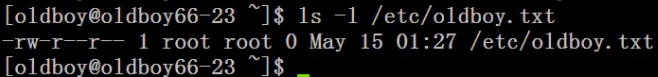 [oldboy@oldboy66-23 ~]$ ls -l /etc/oldboy.txt
-rw-r--r-- 1 root root 0 May 15 01:27 /etc/oldboy.txt
[oldboy@oldboy66-23 ~]$